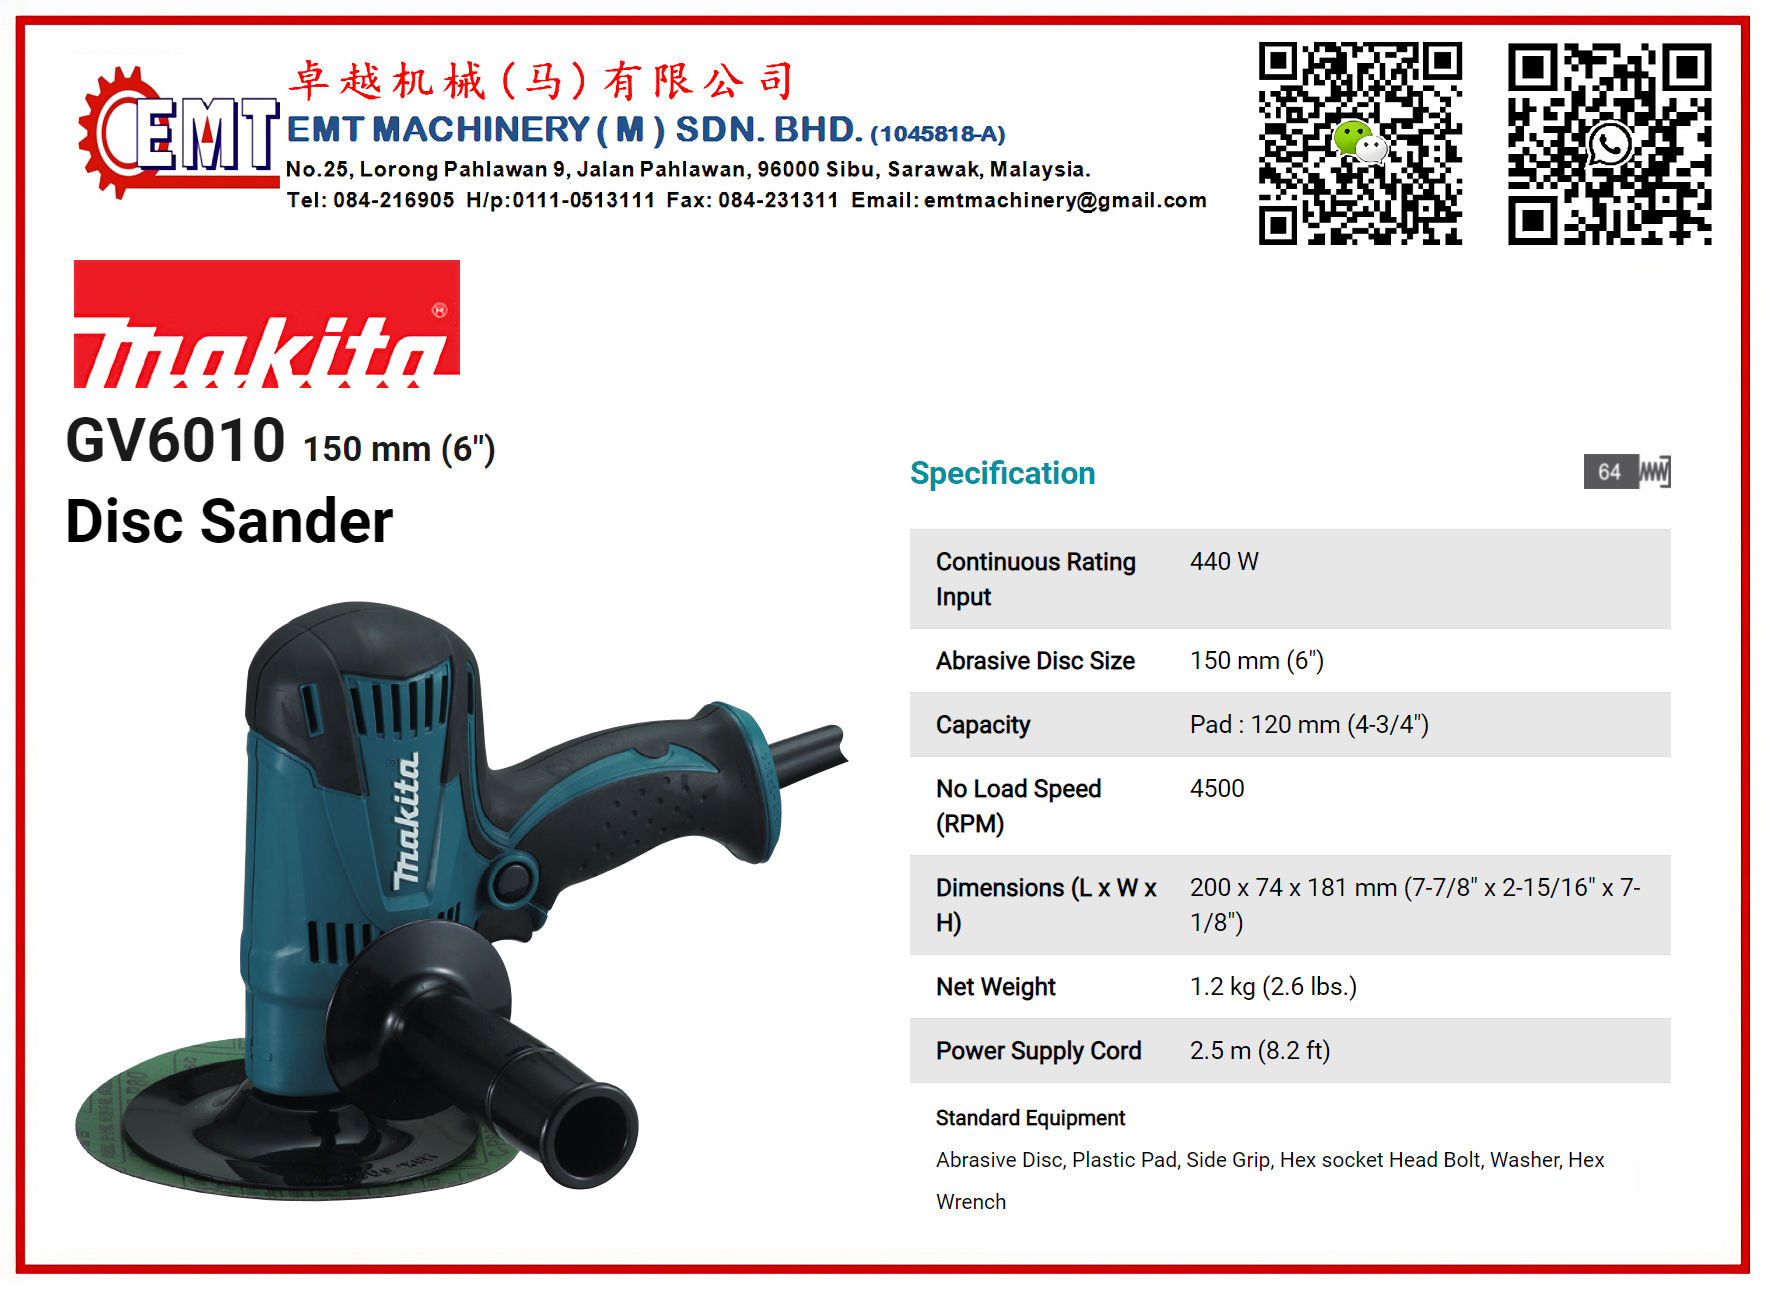 EMT
卓越机械(马)有限公司
EMT MACHINERY ( M ) SDN. BHD. (1045818-A)
No.25, Lorong Pahlawan 9, Jalan Pahlawan, 96000 Sibu, Sarawak, Malaysia.
Tel: 084-216905 H/p:0111-0513111 Fax: 084-231311 Email: emtmachinery@gmail.com
makita
GV6010 150 mm (6")
Disc Sander
Specification
64
Continuous Rating Input 440 W
Abrasive Disc Size 150 mm (6")
Capacity Pad : 120 mm (4-3/4")
No Load Speed (RPM) 4500
Dimensions (L x W x H) 200 x 74 x 181 mm (7-7/8" x 2-15/16" x 7-1/8")
Net Weight 1.2 kg (2.6 lbs.)
Power Supply Cord 2.5 m (8.2 ft)
Standard Equipment
Abrasive Disc, Plastic Pad, Side Grip, Hex socket Head Bolt, Washer, Hex
Wrench
makita